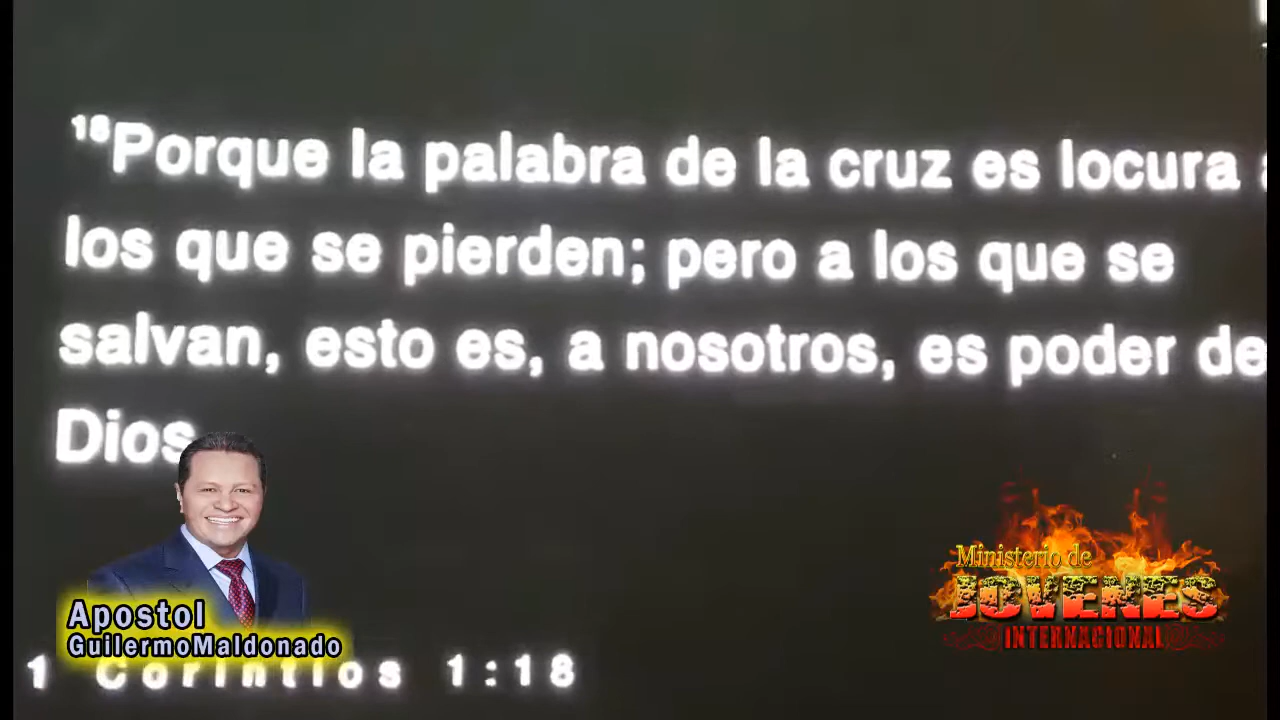 ¹⁸Porque la palabra de la cruz es locura a
los que se pierden; pero a los que se
salvan, esto es, a nosotros, es poder de
Dios
Apostol
GuilermoMaldonado
1 Corintios 1:18
Ministerio de
JOVENES
INTERNACIONAL